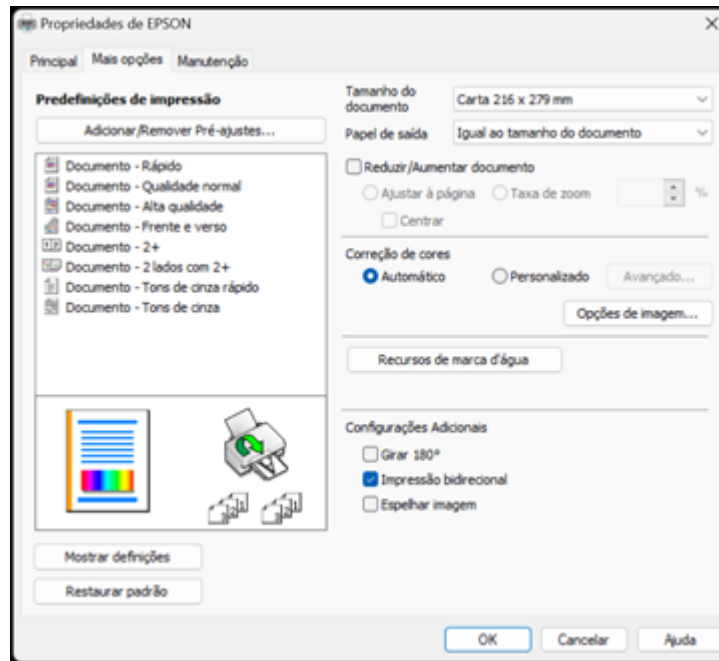 Propriedades de EPSON
Principal
Mais opções
Manutenção
Predefinições de impressão
Adicionar/Remover Pré-ajustes...
Documento - Rápido
Documento - Qualidade normal
Documento - Alta qualidade
Documento - Frente e verso
Documento - 2+
Documento - 2 lados com 2+
Documento - Tons de cinza rápido
Documento - Tons de cinza
Mostrar definições
Restaurar padrão
Tamanho do
documento
Carta 216 x 279 mm
Papel de saída
Igual ao tamanho do documento
Reduzir/Aumentar documento
Ajustar à página
Taxa de zoom
%
Centrar
Correção de cores
Automático
Personalizado
Avançado...
Opções de imagem...
Recursos de marca d'água
Configurações Adicionais
Girar 180°
Impressão bidirecional
Espelhar imagem
OK
Cancelar
Ajuda